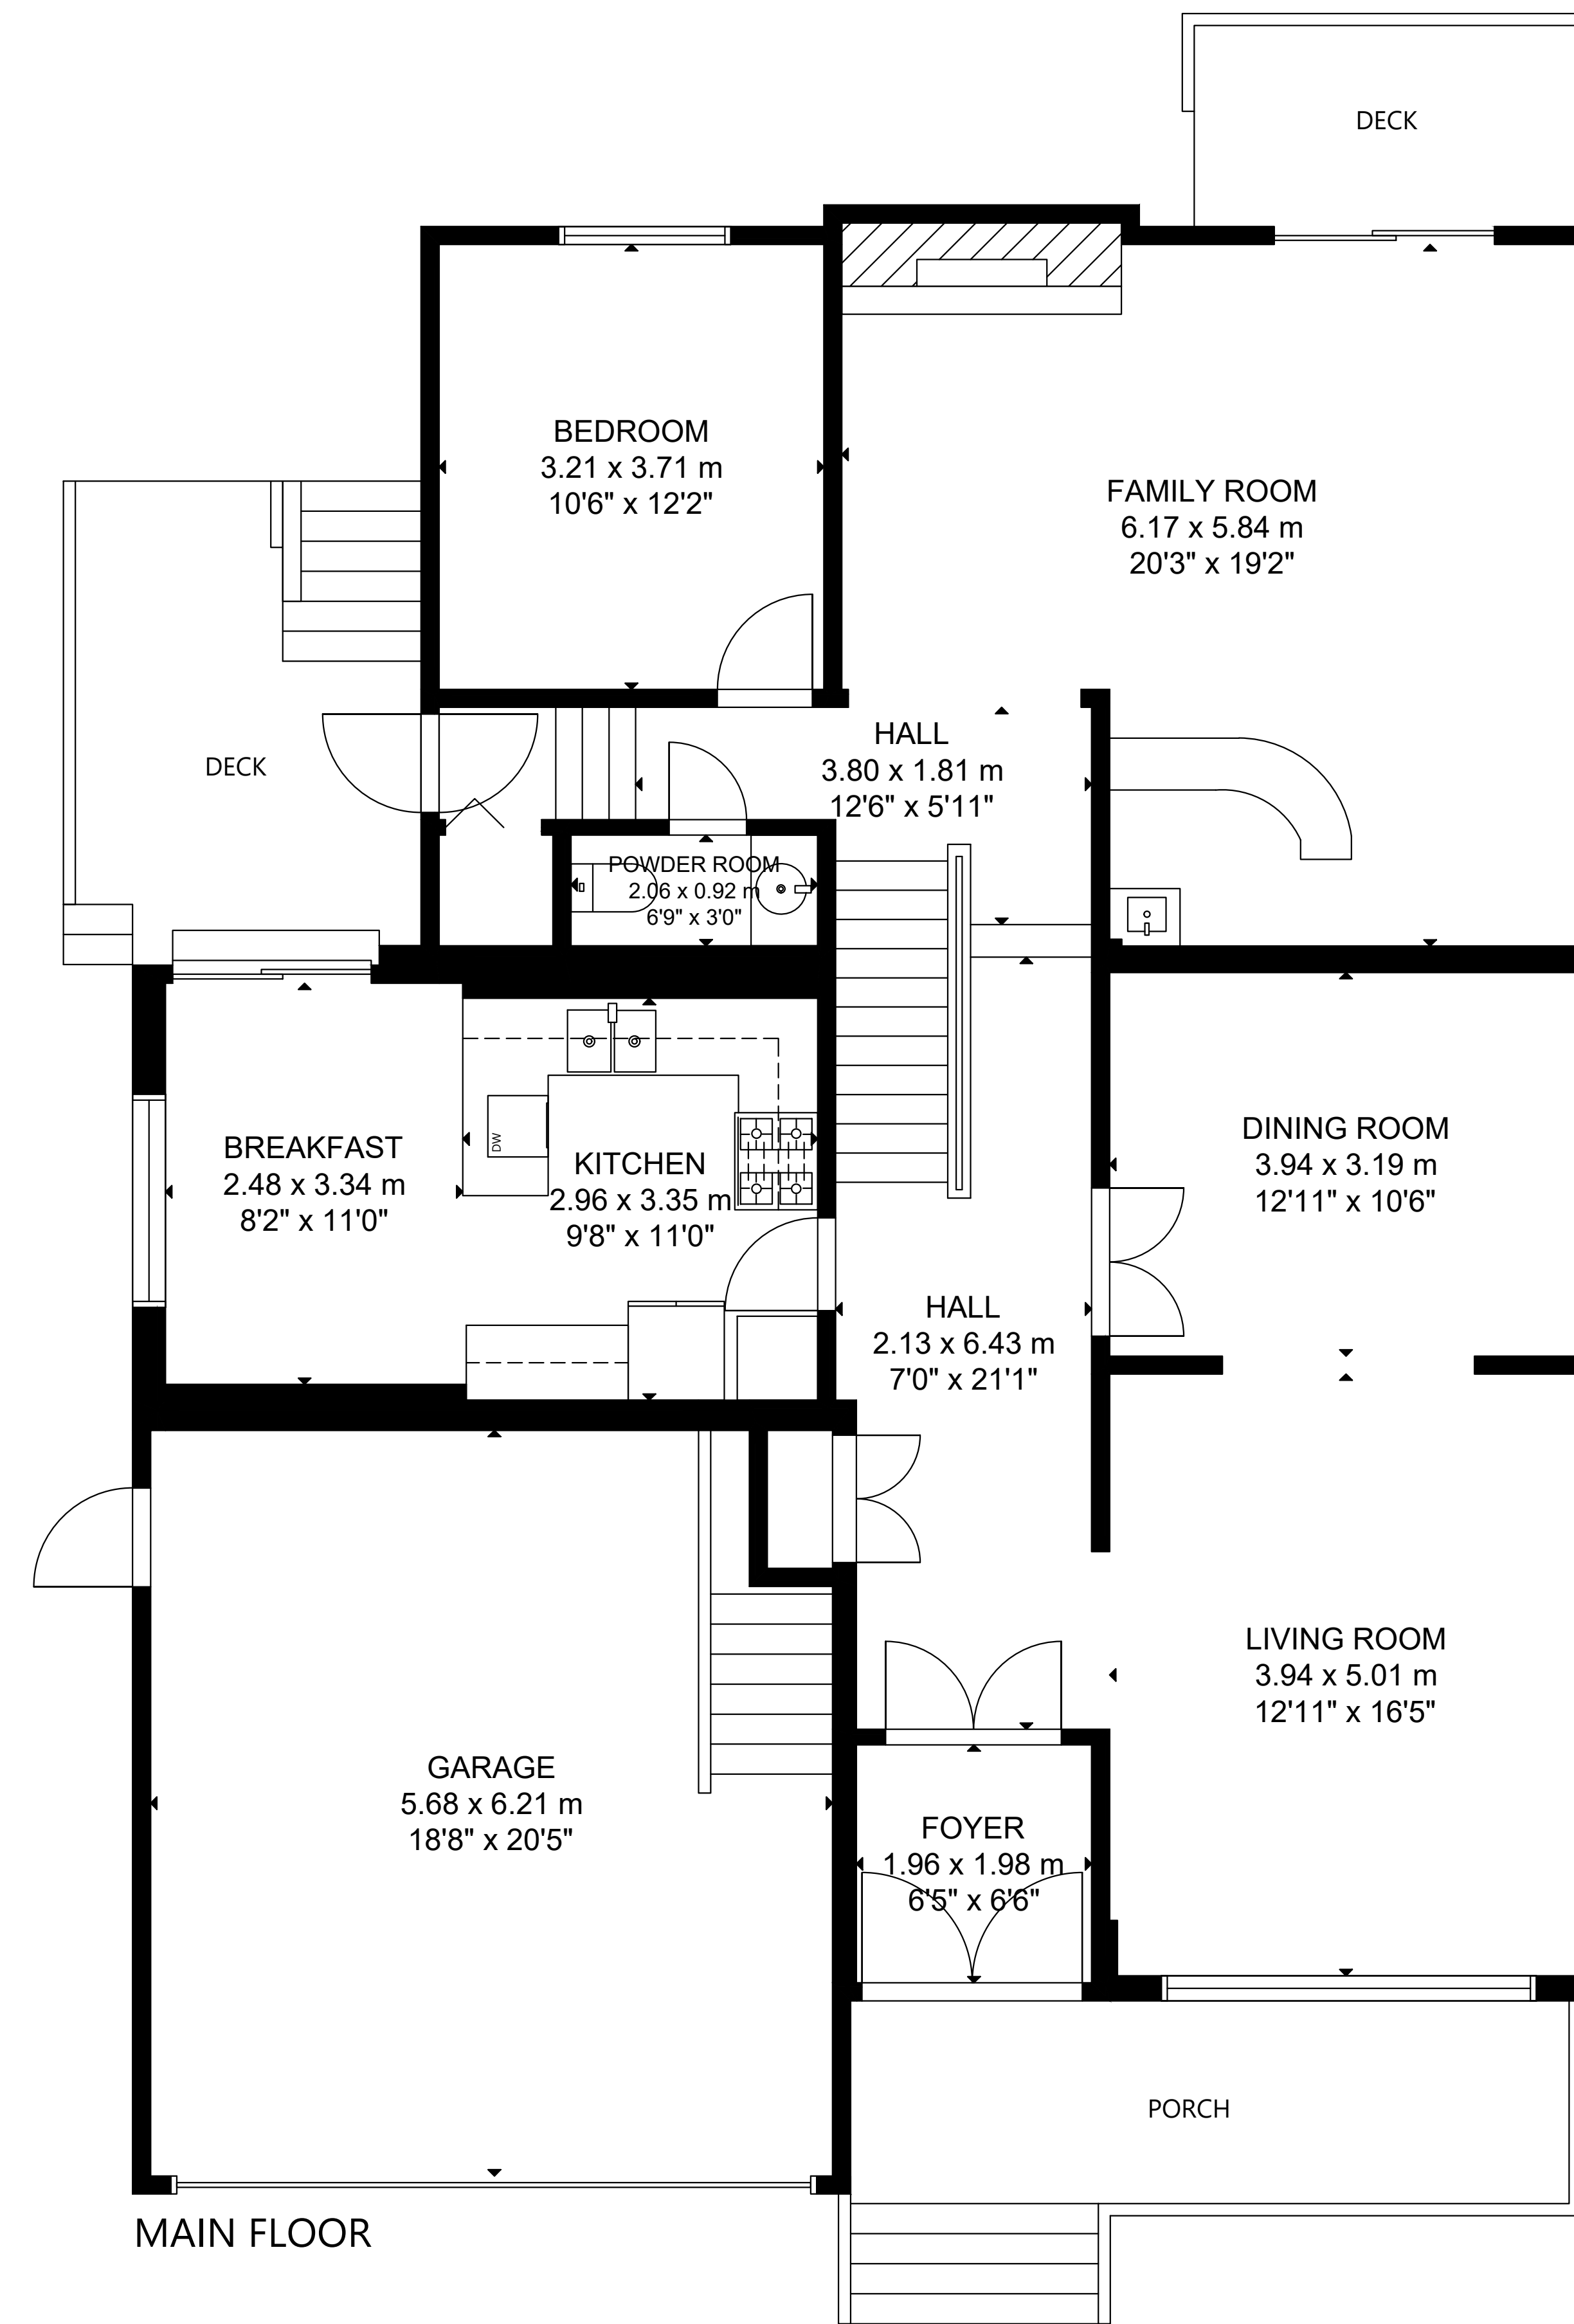 DECK
BEDROOM
3.21 x 3.71 m
10'6" x 12'2"
FAMILY ROOM
6.17 x 5.84 m
20'3" x 19'2"
DECK
HALL
3.80 x 1.81 m
12'6" x 5'11"
POWDER ROOM
2.06 x 0.92 m
6'9" x 3'0"
BREAKFAST
2.48 x 3.34 m
8'2" x 11'0"
DW
KITCHEN
2.96 x 3.35 m
9'8" x 11'0"
DINING ROOM
3.94 x 3.19 m
12'11" x 10'6"
HALL
2.13 x 6.43 m
7'0" x 21'1"
LIVING ROOM
3.94 x 5.01 m
12'11" x 16'5"
GARAGE
5.68 x 6.21 m
18'8" x 20'5"
FOYER
1.96 x 1.98 m
6'5" x 6'6"
PORCH
MAIN FLOOR